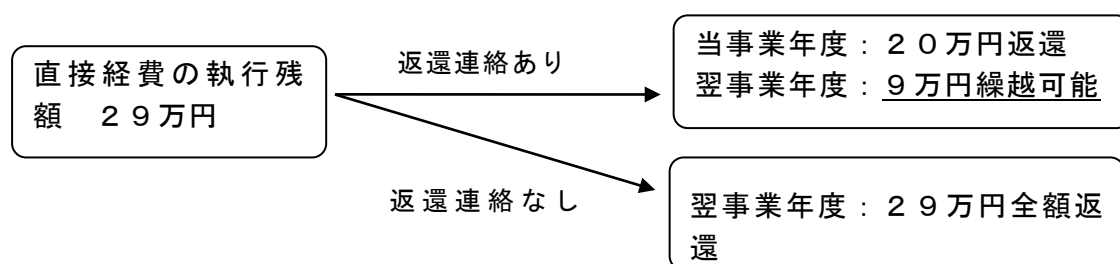 直接経費の執行残
額　２９万円
返還連絡あり
当事業年度：２０万円返還
翌事業年度：９万円繰越可能
返還連絡なし
翌事業年度：２９万円全額返
還